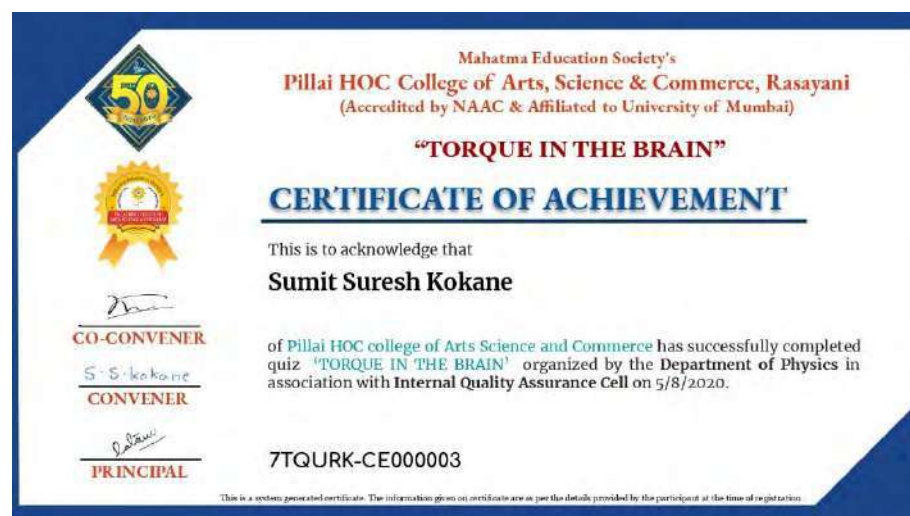 Mahatma Education Society's
Pillai HOC College of Arts, Science & Commerce, Rasayani
(Accredited by NAAC & Affiliated to University of Mumbai)
“TORQUE IN THE BRAIN”
CERTIFICATE OF ACHIEVEMENT
This is to acknowledge that
Sumit Suresh Kokane
of Pillai HOC college of Arts Science and Commerce has successfully completed
quiz ‘TORQUE IN THE BRAIN’ organized by the Department of Physics in
association with Internal Quality Assurance Cell on 5/8/2020.
7TQURK-CE000003
50
CO-CONVENER
S.S.kokane
CONVENER
PRINCIPAL
This is a system generated certificate. The information given on certificate are as per the details provided by the participant at the time of registration